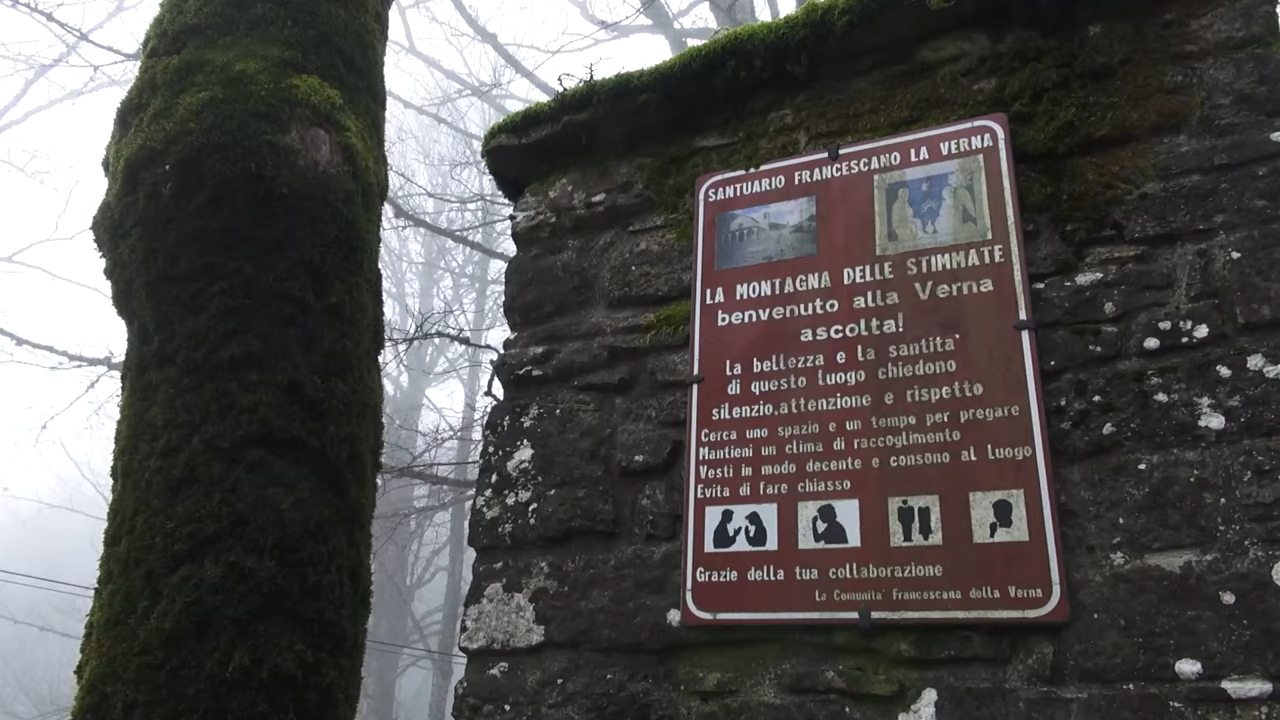 SANTUARIO FRANCESCANO LA VERNA
LA MONTAGNA DELLE STIMMATE
benvenuto alla Verna
ascolta!
La bellezza e la santita'
di questo luogo chiedono
silenzio,attenzione e rispetto
Cerca uno spazio e un tempo per pregare
Mantieni un clima di raccoglimento
Vesti in modo decente e consono al Luogo
Evita di fare chiasso
Grazie della tua collaborazione
La Comunita' Francescana della Verna